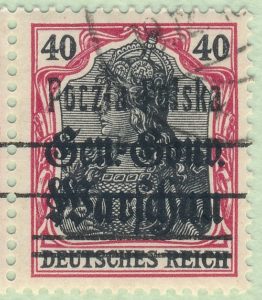 40 40
Poczta Polska
Gen.-Gouv.
Warschau
DEUTSCHES REICH